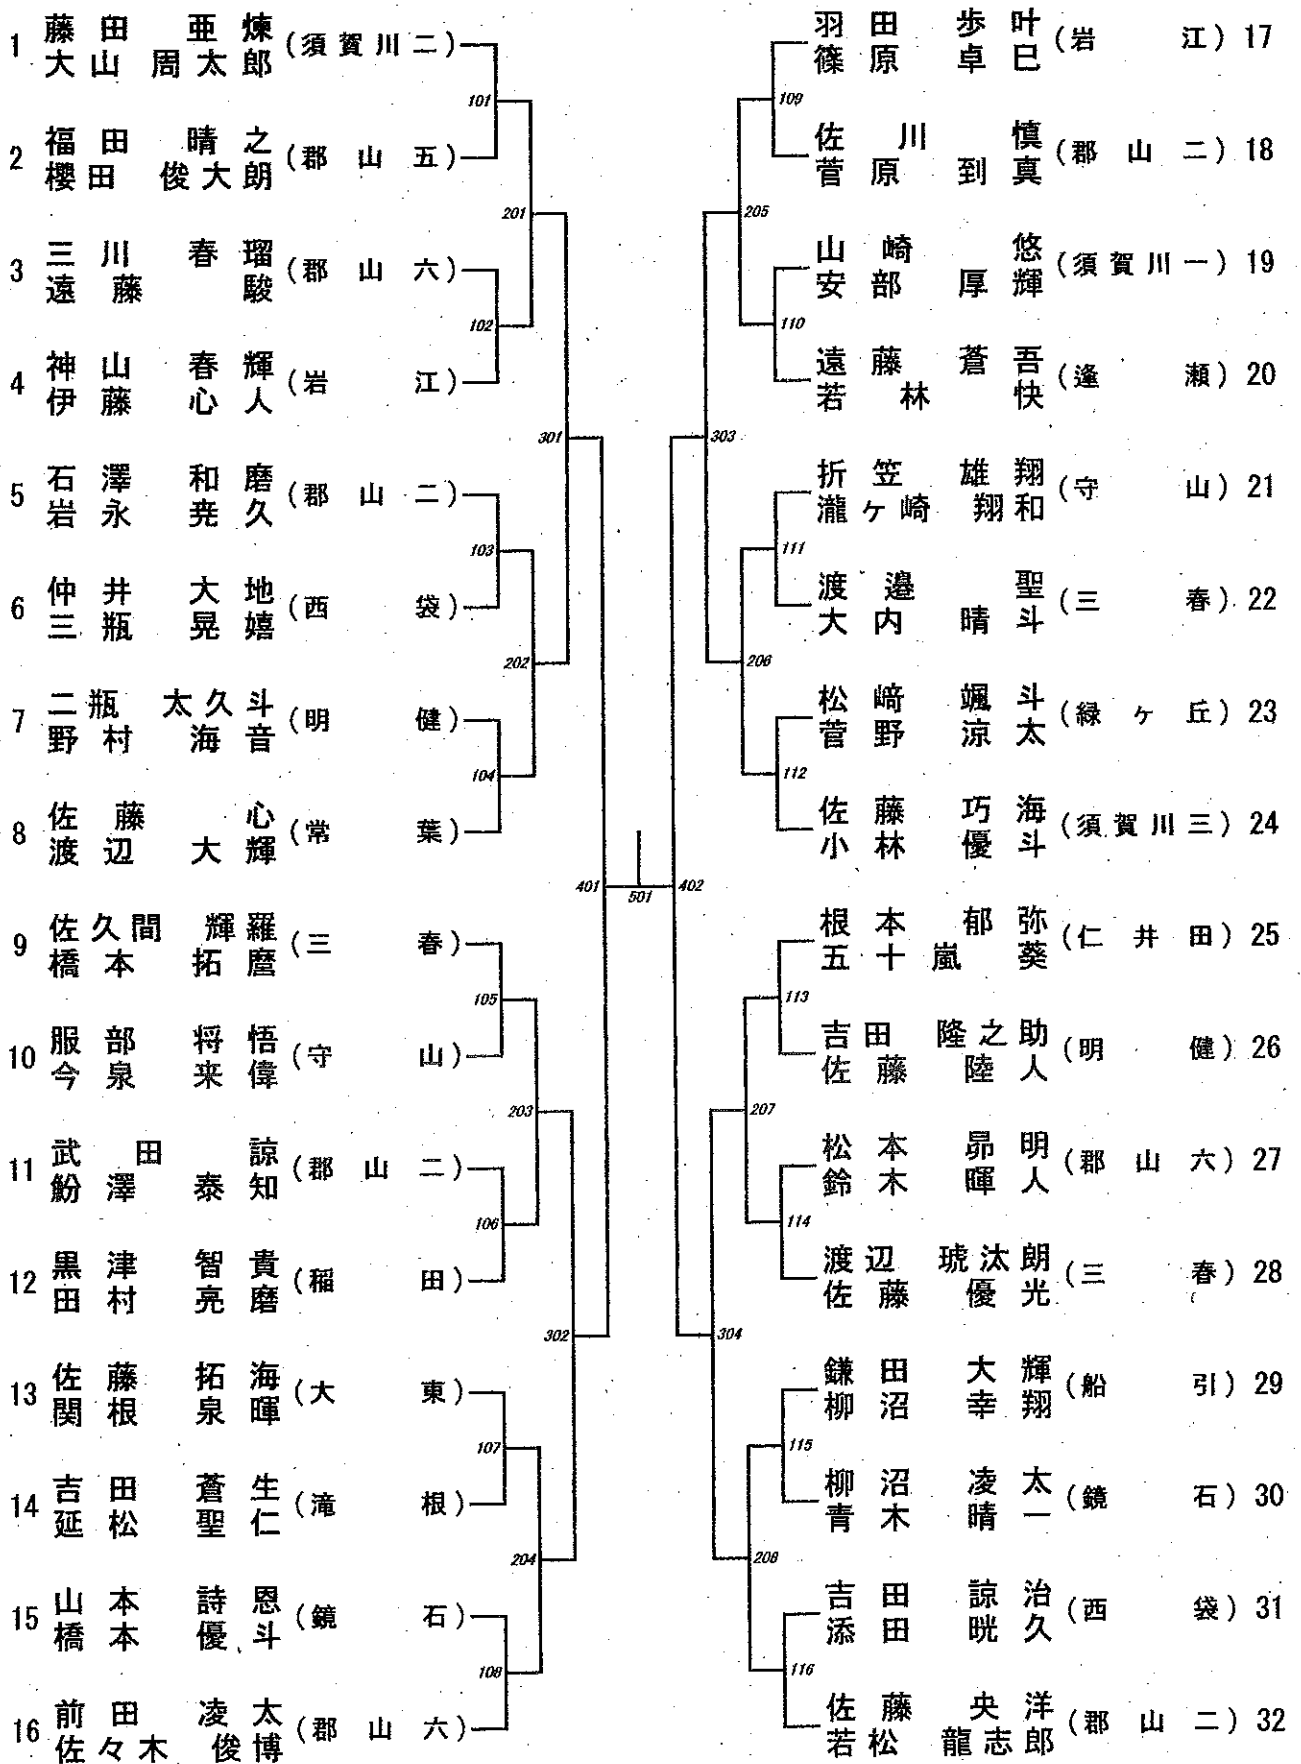 1 藤田 亜煉 (須賀川二)
大山 周太郎
101
2 福田 晴之 (郡山五)
櫻田 俊大朗
201
3 三川 春瑠 (郡山六)
遠藤 駿
102
4 神山 春輝 (岩江)
伊藤 心人
301
5 石澤 和磨 (郡山二)
岩永 尭久
103
6 仲井 大地 (西袋)
三瓶 晃嬉
202
7 二瓶 太久斗 (明健)
野村 海音
104
8 佐藤 心 (常葉)
渡辺 大輝
401
9 佐久間 輝羅 (三春)
橋本 拓麿
105
10 服部 将悟 (守山)
今泉 来偉
203
11 武田 諒 (郡山二)
鈖澤 泰知
106
12 黒津 智貴 (稲田)
田村 亮磨
302
13 佐藤 拓海 (大東)
関根 泉暉
107
14 吉田 蒼生 (滝根)
延松 聖仁
204
15 山本 詩恩 (鏡石)
橋本 優斗
108
16 前田 凌太 (郡山六)
佐々木 俊博
501
羽田 歩叶 (岩江) 17
篠原 卓巳
109
佐川 慎 (郡山二) 18
菅原 到真
205
山崎 悠 (須賀川一) 19
安部 厚輝
110
遠藤 蒼吾 (逢瀬) 20
若林 快
303
折笠 雄翔 (守山) 21
瀧ヶ崎 翔和
111
渡邉 聖 (三春) 22
大内 晴斗
206
松﨑 颯斗 (緑ヶ丘) 23
菅野 涼太
112
佐藤 巧海 (須賀川三) 24
小林 優斗
402
根本 郁弥 (仁井田) 25
五十嵐 葵
113
吉田 隆之助 (明健) 26
佐藤 陸人
207
松本 昴明 (郡山六) 27
鈴木 暉人
114
渡辺 琥汰朗 (三春) 28
佐藤 優光
304
鎌田 大輝 (船引) 29
柳沼 幸翔
115
柳沼 凌太 (鏡石) 30
青木 晴一
208
吉田 諒治 (西袋) 31
添田 晄久
116
佐藤 央洋 (郡山二) 32
若松 龍志郎